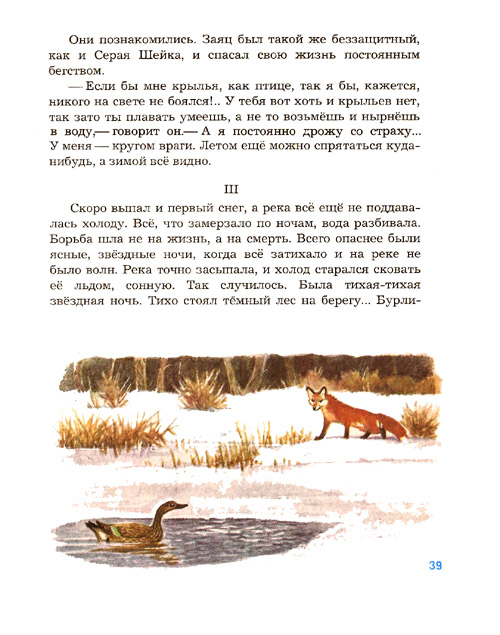 Они познакомились. Заяц был такой же беззащитный,
как и Серая Шейка, и спасал свою жизнь постоянным
бегством.
— Если бы мне крылья, как птице, так я бы, кажется,
никого на свете не боялся!.. У тебя вот хоть и крыльев нет,
так зато ты плавать умеешь, а не то возьмёшь и нырнёшь
в воду,— говорит он.— А я постоянно дрожу со страху...
У меня — кругом враги. Летом ещё можно спрятаться куда-
нибудь, а зимой всё видно.
III
Скоро выпал и первый снег, а река всё ещё не поддава-
лась холоду. Всё, что замерзало по ночам, вода разбивала.
Борьба шла не на жизнь, а на смерть. Всего опаснее были
ясные, звёздные ночи, когда всё затихало и на реке не
было волн. Река точно засыпала, и холод старался сковать
её льдом, сонную. Так случилось. Была тихая-тихая
звёздная ночь. Тихо стоял тёмный лес на берегу... Бурли-
39